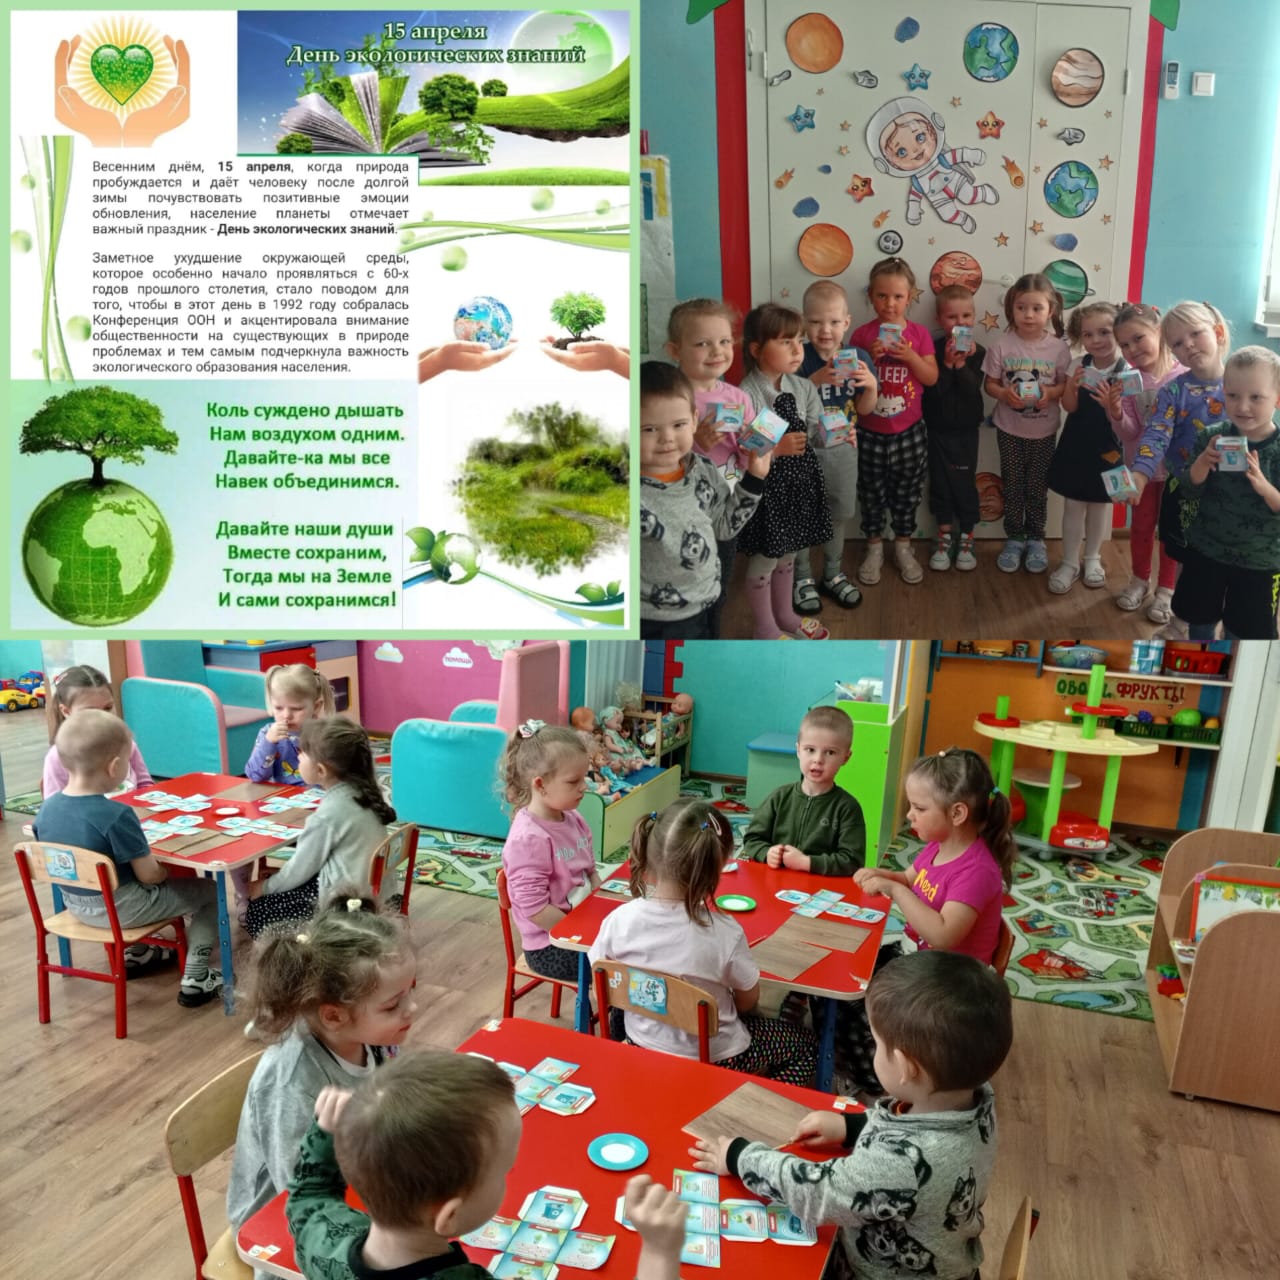 15 апреля
День экологических знаний
Весенним днём, 15 апреля, когда природа
пробуждается и даёт человеку после долгой
зимы почувствовать позитивные эмоции
обновления, население планеты отмечает
важный праздник - День экологических знаний.
Заметное ухудшение окружающей среды,
которое особенно начало проявляться с 60-х
годов прошлого столетия, стало поводом для
того, чтобы в этот день в 1992 году собралась
Конференция ООН и акцентировала внимание
общественности на существующих в природе
проблемах и тем самым подчеркнула важность
экологического образования населения.
Коль суждено дышать
Нам воздухом одним.
Давайте-ка мы все
Навек объединимся.
Давайте наши души
Вместе сохраним,
Тогда мы на Земле
И сами сохранимся!
SLEEP
ПОМОЩИ
ФРУКТЫ